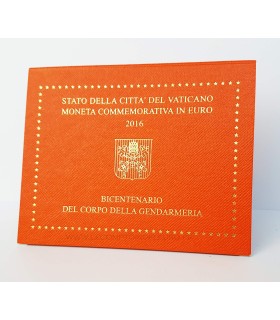 STATO DELLA CITTA' DEL VATICANO
MONETA COMMEMORATIVA IN EURO
2016
BICENTENARIO
DEL CORPO DELLA GENDARMERIA